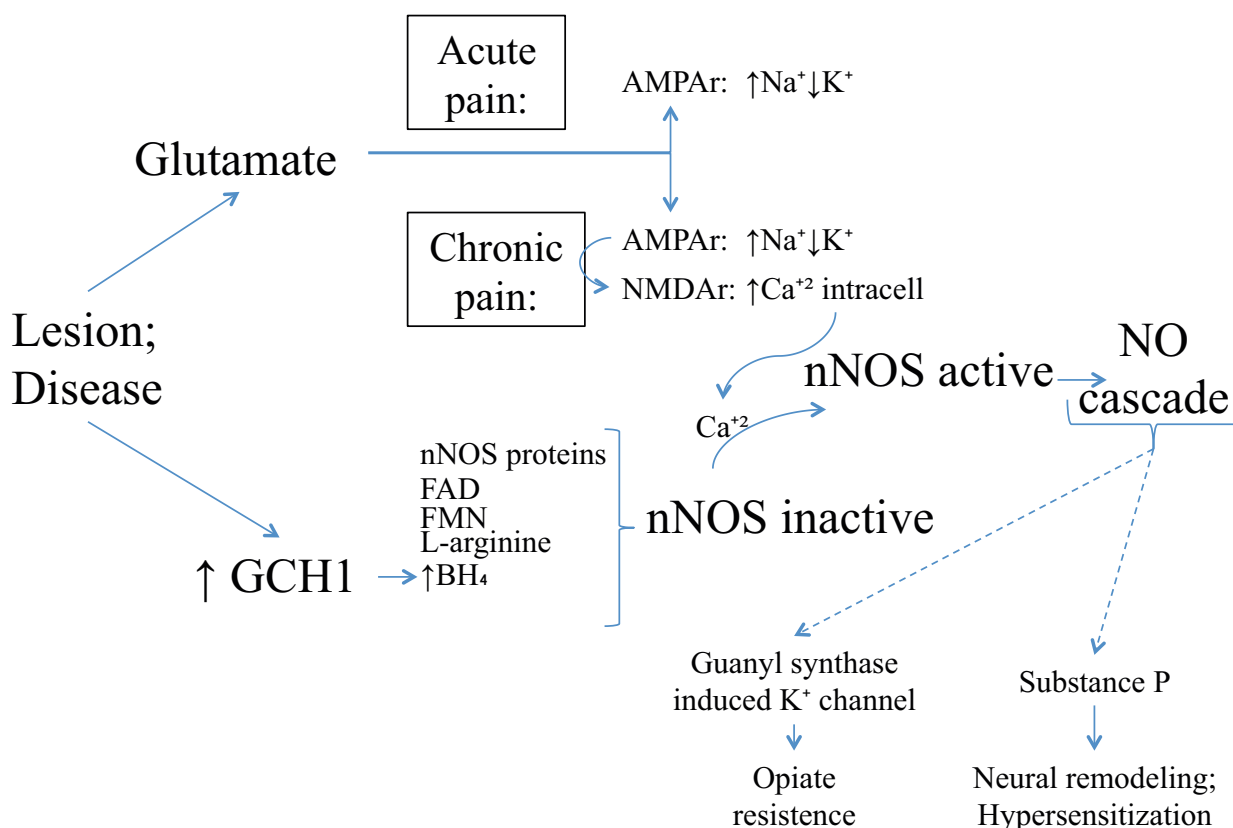 Acute
pain:
AMPAr: ↑Na⁺↓K⁺
Glutamate
Chronic
pain:
AMPAr: ↑Na⁺↓K⁺
NMDAr: ↑Ca⁺² intracell
Lesion;
Disease
NO
cascade
nNOS active
Ca⁺²
nNOS proteins
FAD
FMN
L-arginine
↑BH₄
nNOS inactive
↑ GCH1
Guanyl synthase
induced K⁺ channel
Substance P
Opiate
resistence
Neural remodeling;
Hypersensitization